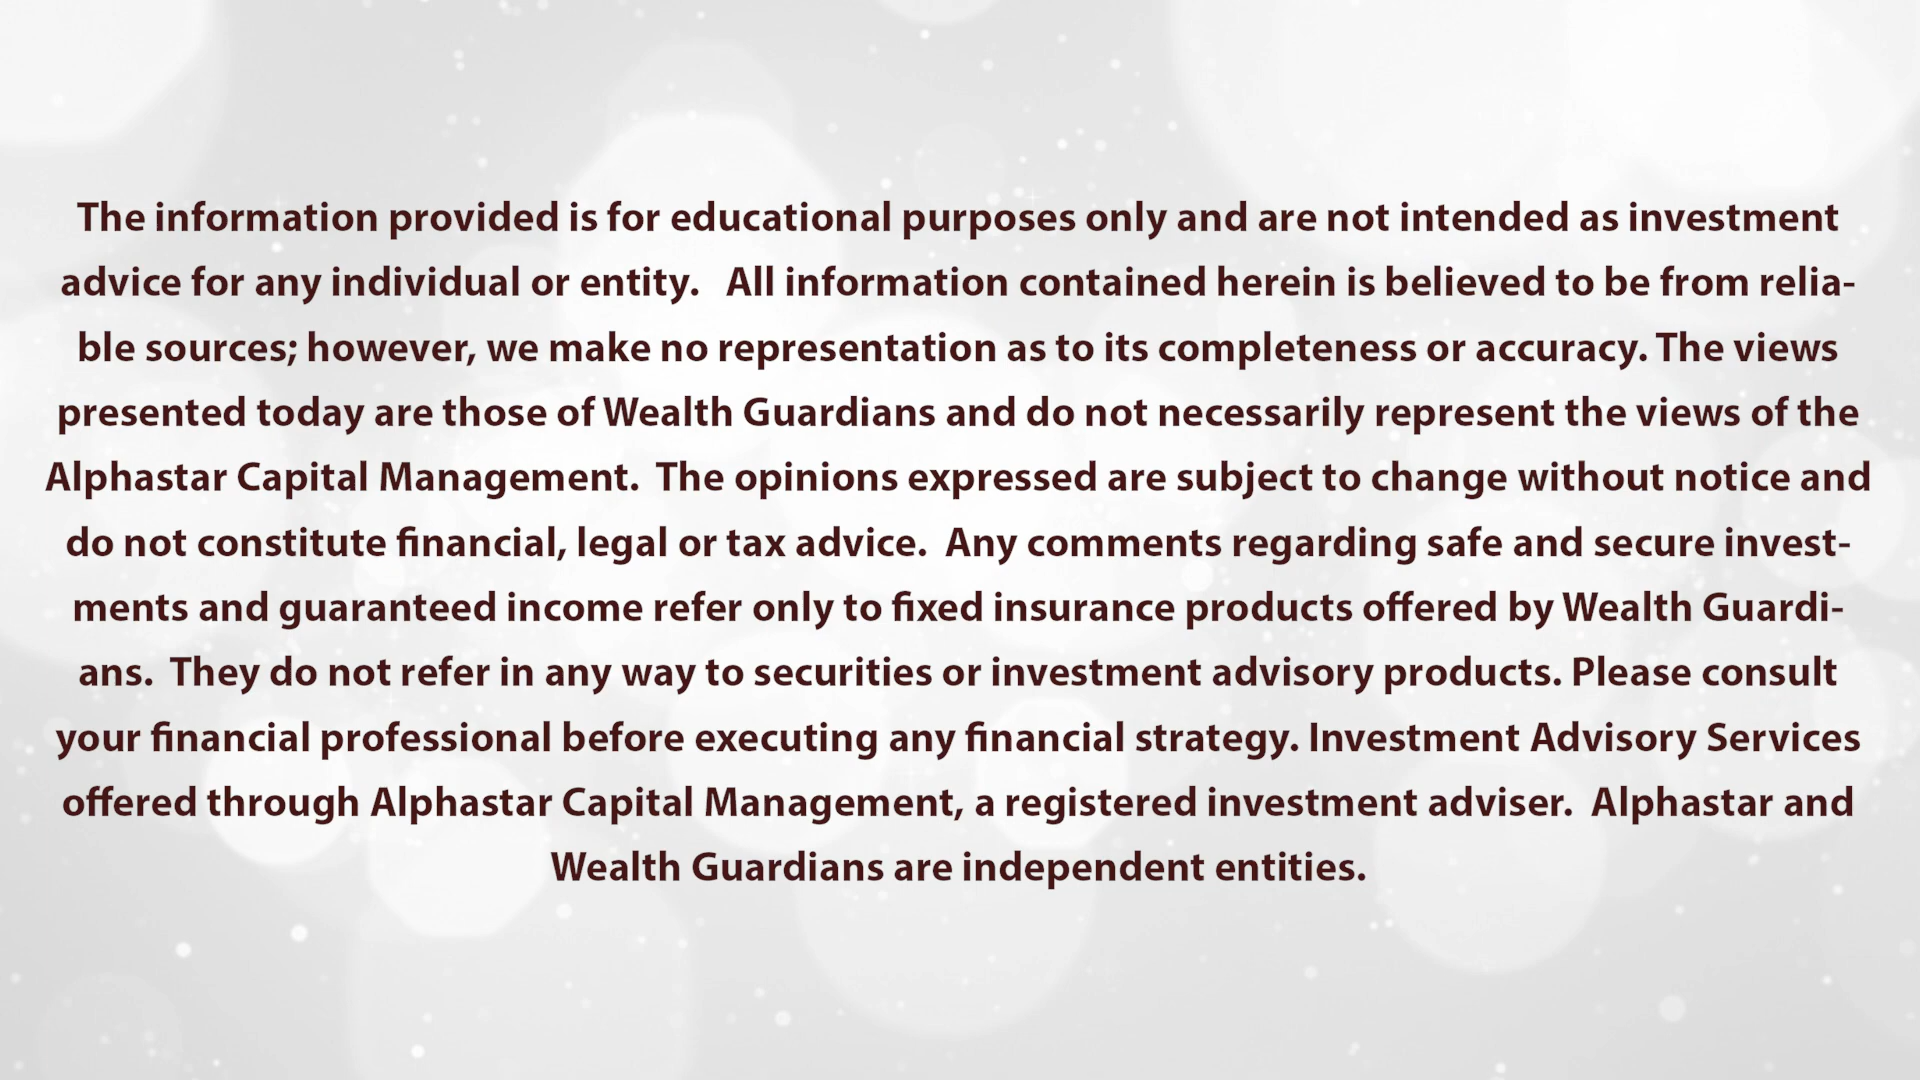 The information provided is for educational purposes only and are not intended as investment
advice for any individual or entity.   All information contained herein is believed to be from relia-
ble sources; however, we make no representation as to its completeness or accuracy. The views
presented today are those of Wealth Guardians and do not necessarily represent the views of the
Alphastar Capital Management.  The opinions expressed are subject to change without notice and
do not constitute financial, legal or tax advice.  Any comments regarding safe and secure invest-
ments and guaranteed income refer only to fixed insurance products offered by Wealth Guardi-
ans.  They do not refer in any way to securities or investment advisory products. Please consult
your financial professional before executing any financial strategy. Investment Advisory Services
offered through Alphastar Capital Management, a registered investment adviser.  Alphastar and
Wealth Guardians are independent entities.